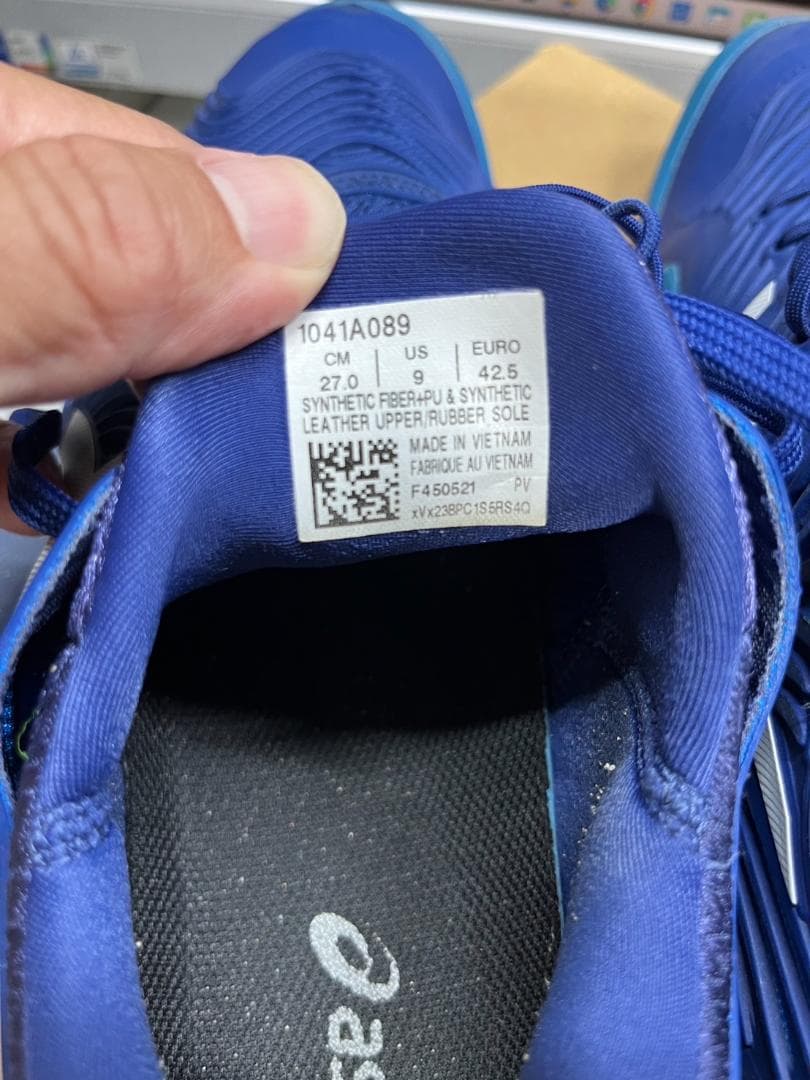 1041A089
CM | US | EURO
27.0 | 9 | 42.5
SYNTHETIC FIBER+PU & SYNTHETIC
LEATHER UPPER/RUBBER SOLE
MADE IN VIETNAM
FABRIQUE AU VIETNAM
F450521 PV
xVx23BPC1S5RS4Q
as